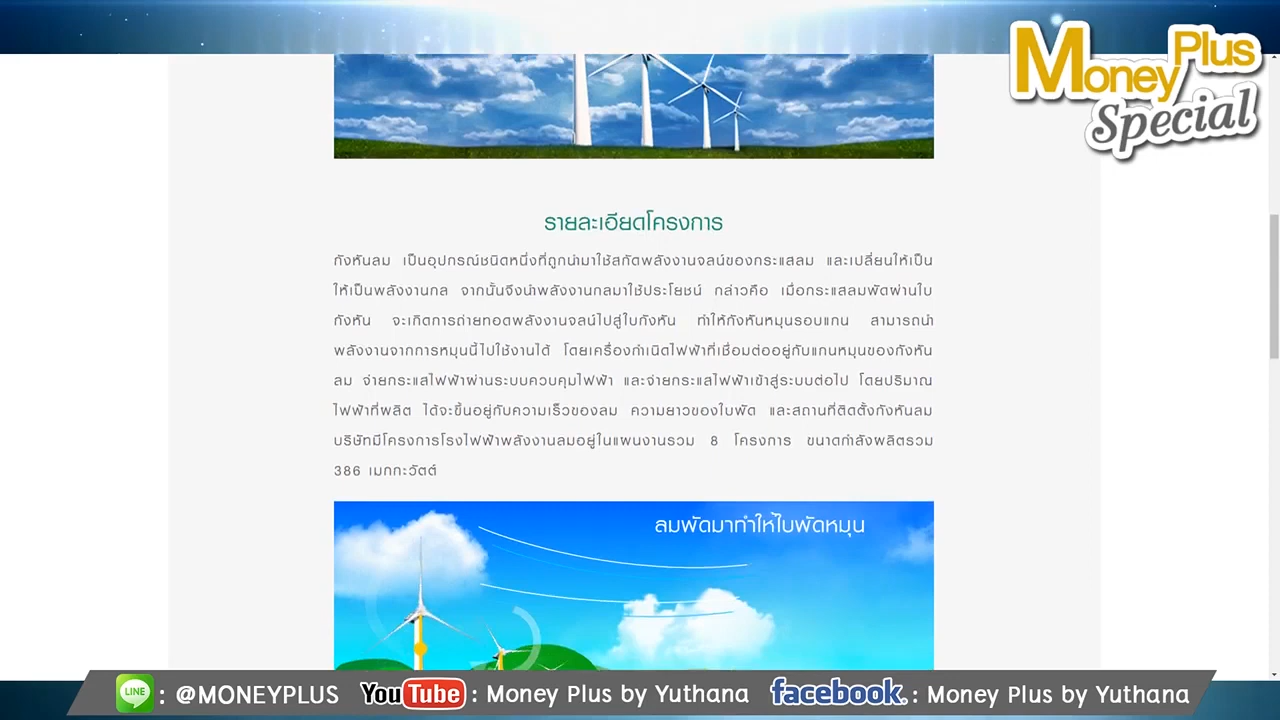 Money Plus
Special
รายละเอียดโครงการ
กังหันลม เป็นอุปกรณ์ชนิดหนึ่งที่ถูกนำมาใช้สกัดพลังงานจลน์ของกระแสลม และเปลี่ยนให้เป็น
ให้เป็นพลังงานกล จากนั้นจึงนำพลังงานกลมาใช้ประโยชน์ กล่าวคือ เมื่อกระแสลมพัดผ่านใบ
กังหัน จะเกิดการถ่ายทอดพลังงานจลน์ไปสู่ใบกังหัน ทำให้กังหันหมุนรอบแกน สามารถนำ
พลังงานจากการหมุนนี้ไปใช้งานได้ โดยเครื่องกำเนิดไฟฟ้าที่เชื่อมต่ออยู่กับแกนหมุนของกังหัน
ลม จ่ายกระแสไฟฟ้าผ่านระบบควบคุมไฟฟ้า และจ่ายกระแสไฟฟ้าเข้าสู่ระบบต่อไป โดยปริมาณ
ไฟฟ้าที่ผลิต ได้จะขึ้นอยู่กับความเร็วของลม ความยาวของใบพัด และสถานที่ติดตั้งกังหันลม
บริษัทมีโครงการโรงไฟฟ้าพลังงานลมอยู่ในแผนงานรวม 8 โครงการ ขนาดกำลังผลิตรวม
386 เมกกะวัตต์
ลมพัดมาทำให้ใบพัดหมุน
LINE : @MONEYPLUS YouTube : Money Plus by Yuthana facebook. : Money Plus by Yuthana